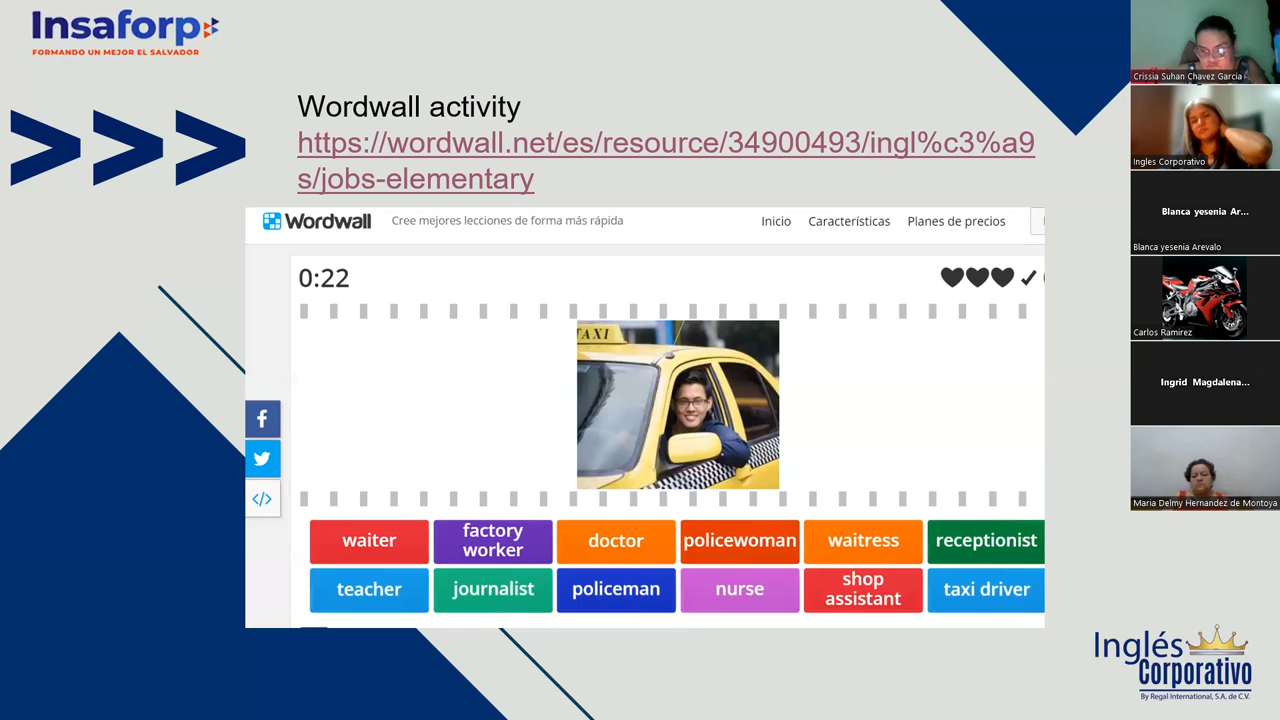 Insaforp
FORMANDO UN MEJOR EL SALVADOR
>>>
Wordwall activity
https://wordwall.net/es/resource/34900493/ingl%c3%a9
s/jobs-elementary
Wordwall
Cree mejores lecciones de forma más rápida
Inicio
Características
Planes de precios
0:22
TAXI
waiter
factory
worker
doctor
policewoman
waitress
receptionist
teacher
journalist
policeman
nurse
shop
assistant
taxi driver
Crissia Suhan Chavez Garcia
Ingles Corporativo
Blanca yesenia Ar...
Blanca yesenia Arevalo
Carlos Ramirez
Ingrid Magdalena...
Maria Delmy Hernandez de Montoya
Inglés
Corporativo
By Regal International, S.A. de C.V.